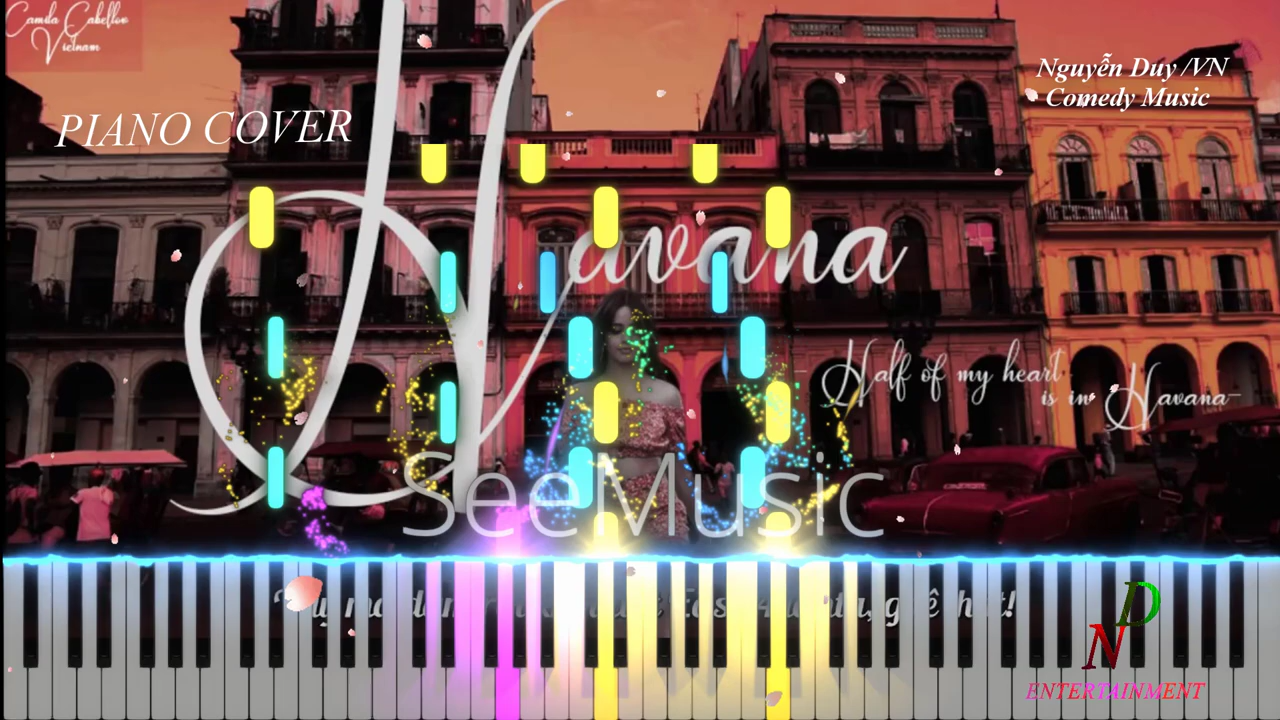 Camila Cabello
Vietnam
Nguyễn Duy /VN
Comedy Music
PIANO COVER
Havana
Half of my heart
is in Havana
SeeMusic
ND
ENTERTAINMENT